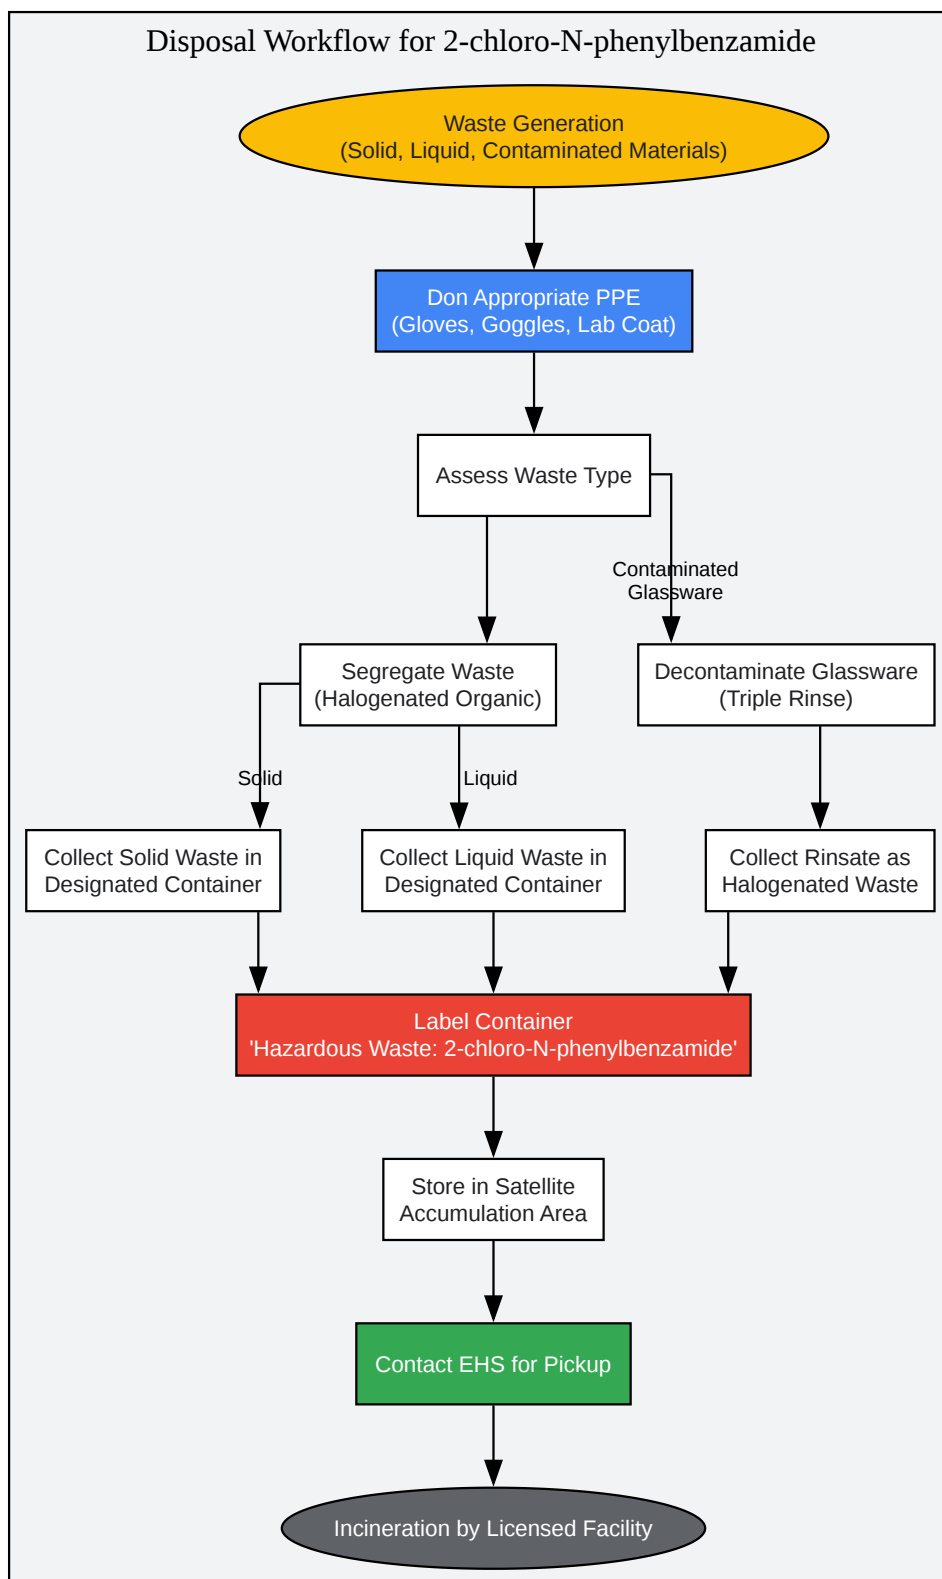 Disposal Workflow for 2-chloro-N-phenylbenzamide
Waste Generation
(Solid, Liquid, Contaminated Materials)
Don Appropriate PPE
(Gloves, Goggles, Lab Coat)
Assess Waste Type
Contaminated
Glassware
Segregate Waste
(Halogenated Organic)
Decontaminate Glassware
(Triple Rinse)
Solid
Liquid
Collect Solid Waste in
Designated Container
Collect Liquid Waste in
Designated Container
Collect Rinsate as
Halogenated Waste
Label Container
'Hazardous Waste: 2-chloro-N-phenylbenzamide'
Store in Satellite
Accumulation Area
Contact EHS for Pickup
Incineration by Licensed Facility